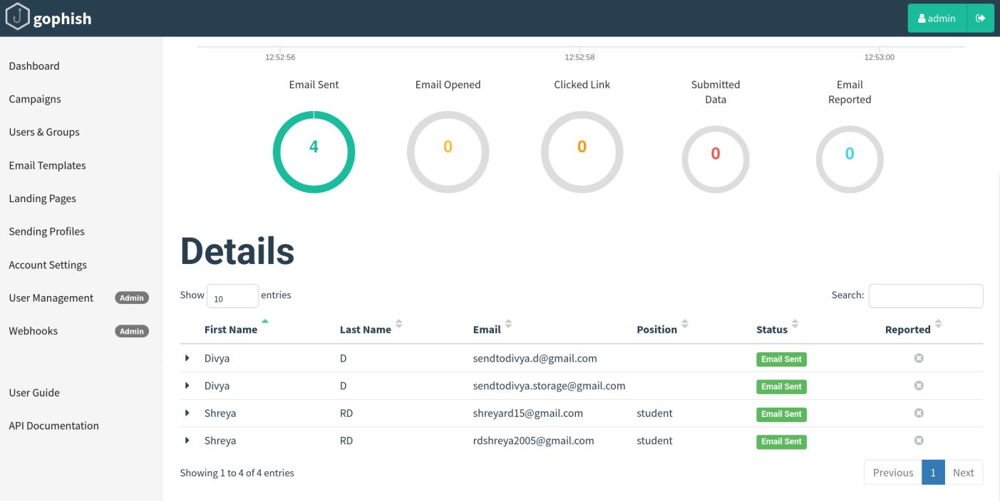 gophish
admin
Dashboard
Campaigns
Users & Groups
Email Templates
Landing Pages
Sending Profiles
Account Settings
User Management Admin
Webhooks Admin
User Guide
API Documentation
12:52:56 12:52:58 12:53:00
Email Sent Email Opened Clicked Link Submitted Data Email Reported
4 0 0 0 0
Details
Show 10 entries Search:
First Name Last Name Email Position Status Reported
Divya D sendtodivya.d@gmail.com Email Sent
Divya D sendtodivya.storage@gmail.com Email Sent
Shreya RD shreyard15@gmail.com student Email Sent
Shreya RD rdshreya2005@gmail.com student Email Sent
Showing 1 to 4 of 4 entries Previous 1 Next